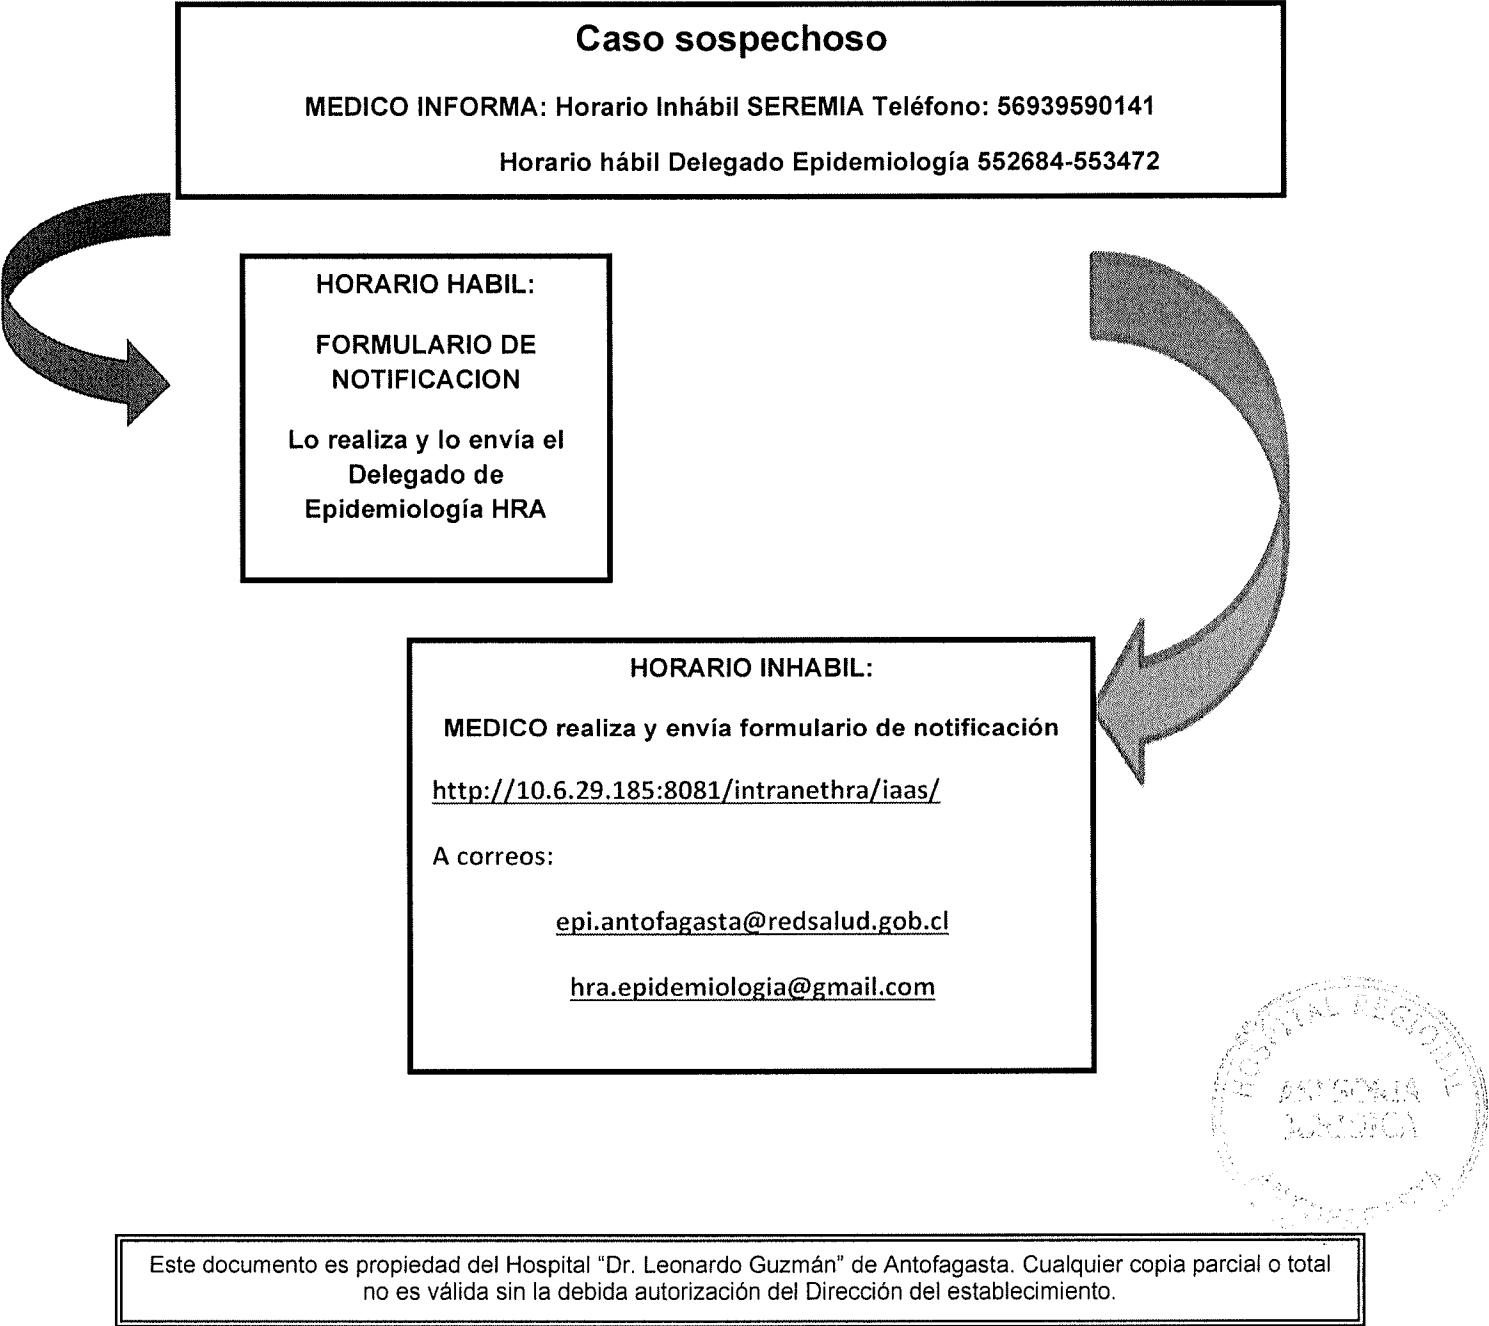 Caso sospechoso
MEDICO INFORMA: Horario Inhábil SEREMIA Teléfono: 56939590141
Horario hábil Delegado Epidemiología 552684-553472
HORARIO HABIL:
FORMULARIO DE
NOTIFICACION
Lo realiza y lo envía el
Delegado de
Epidemiología HRA
HORARIO INHABIL:
MEDICO realiza y envía formulario de notificación
http://10.6.29.185:8081/intranethra/iaas/
A correos:
epi.antofagasta@redsalud.gob.cl
hra.epidemiologia@gmail.com
HOSPITAL REGIONAL
ASESORIA
JURIDICA
Este documento es propiedad del Hospital “Dr. Leonardo Guzmán” de Antofagasta. Cualquier copia parcial o total
no es válida sin la debida autorización del Dirección del establecimiento.